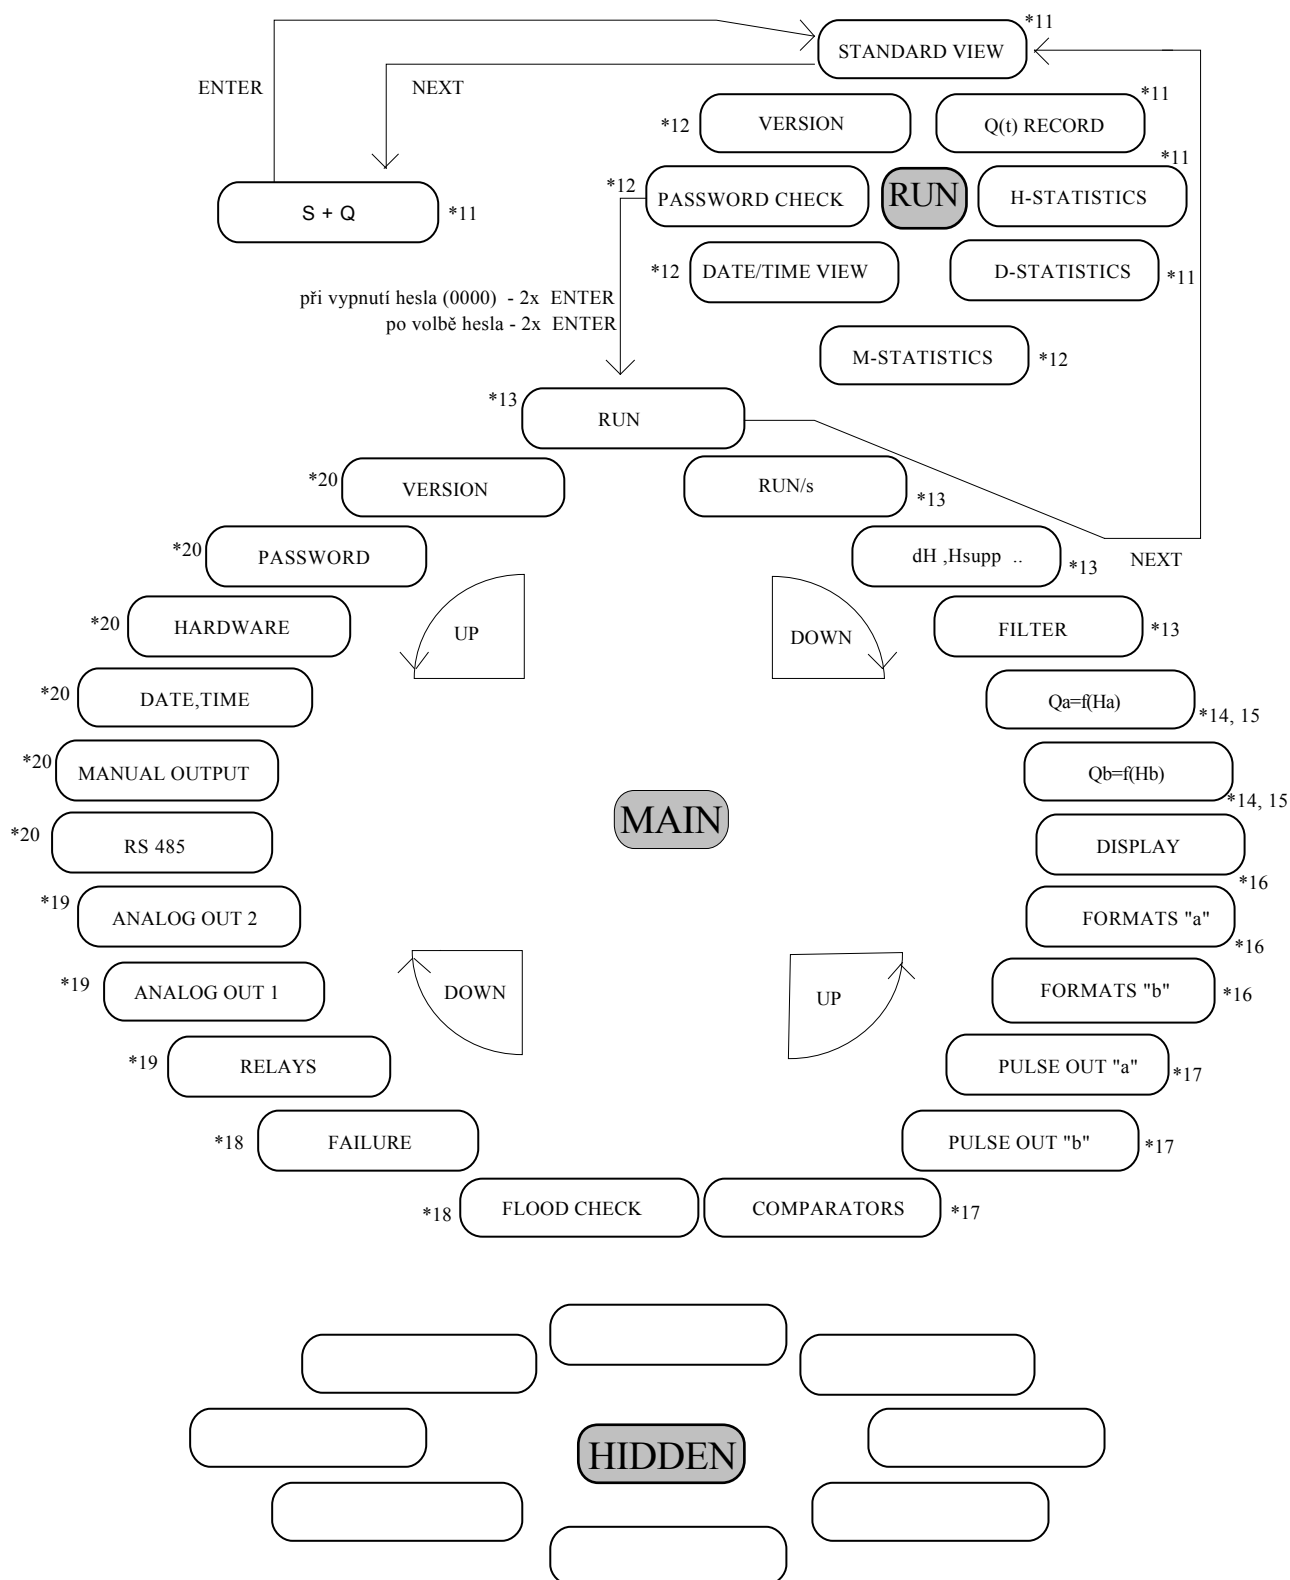 *11
STANDARD VIEW
ENTER
NEXT
*11
*12
VERSION
Q(t) RECORD
*11
*12
PASSWORD CHECK
RUN
H-STATISTICS
S + Q
*11
*12
DATE/TIME VIEW
D-STATISTICS
*11
při vypnutí hesla (0000) - 2x ENTER
po volbě hesla - 2x ENTER
M-STATISTICS
*12
*13
RUN
*20
VERSION
RUN/s
*13
*20
PASSWORD
dH ,Hsupp ..
*13
NEXT
*20
HARDWARE
UP
DOWN
FILTER
*13
*20
DATE,TIME
Qa=f(Ha)
*14, 15
*20
MANUAL OUTPUT
Qb=f(Hb)
*14, 15
MAIN
*20
RS 485
DISPLAY
*16
*19
ANALOG OUT 2
FORMATS "a"
*16
*19
ANALOG OUT 1
DOWN
UP
FORMATS "b"
*16
*19
RELAYS
PULSE OUT "a"
*17
*18
FAILURE
PULSE OUT "b"
*17
*18
FLOOD CHECK
COMPARATORS
*17
HIDDEN